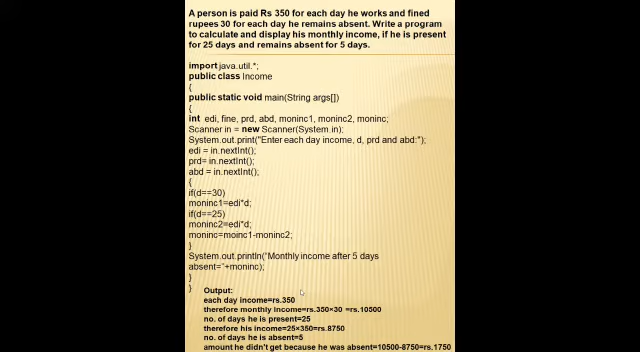 A person is paid Rs 350 for each day he works and fined
rupees 30 for each day he remains absent. Write a program
to calculate and display his monthly income, if he is present
for 25 days and remains absent for 5 days.
import java.util.*;
public class Income
{
public static void main(String args[])
{
int edi, fine, prd, abd, moninc1, moninc2, moninc;
Scanner in = new Scanner(System.in);
System.out.print("Enter each day income, d, prd and abd:");
edi = in.nextInt();
prd= in.nextInt();
abd = in.nextInt();
{
if(d==30)
moninc1=edi*d;
if(d==25)
moninc2=edi*d;
moninc=moinc1-moninc2;
}
System.out.println("Monthly income after 5 days
absent="+moninc);
}
}
Output:
each day income=rs.350
therefore monthly income=rs.350×30 =rs.10500
no. of days he is present=25
therefore his income=25×350=rs.8750
no. of days he is absent=5
amount he didn't get because he was absent=10500-8750=rs.1750